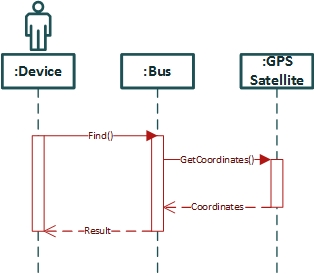 :Device
:Bus
:GPS
Satellite
Find()
GetCoordinates()
Coordinates
Result